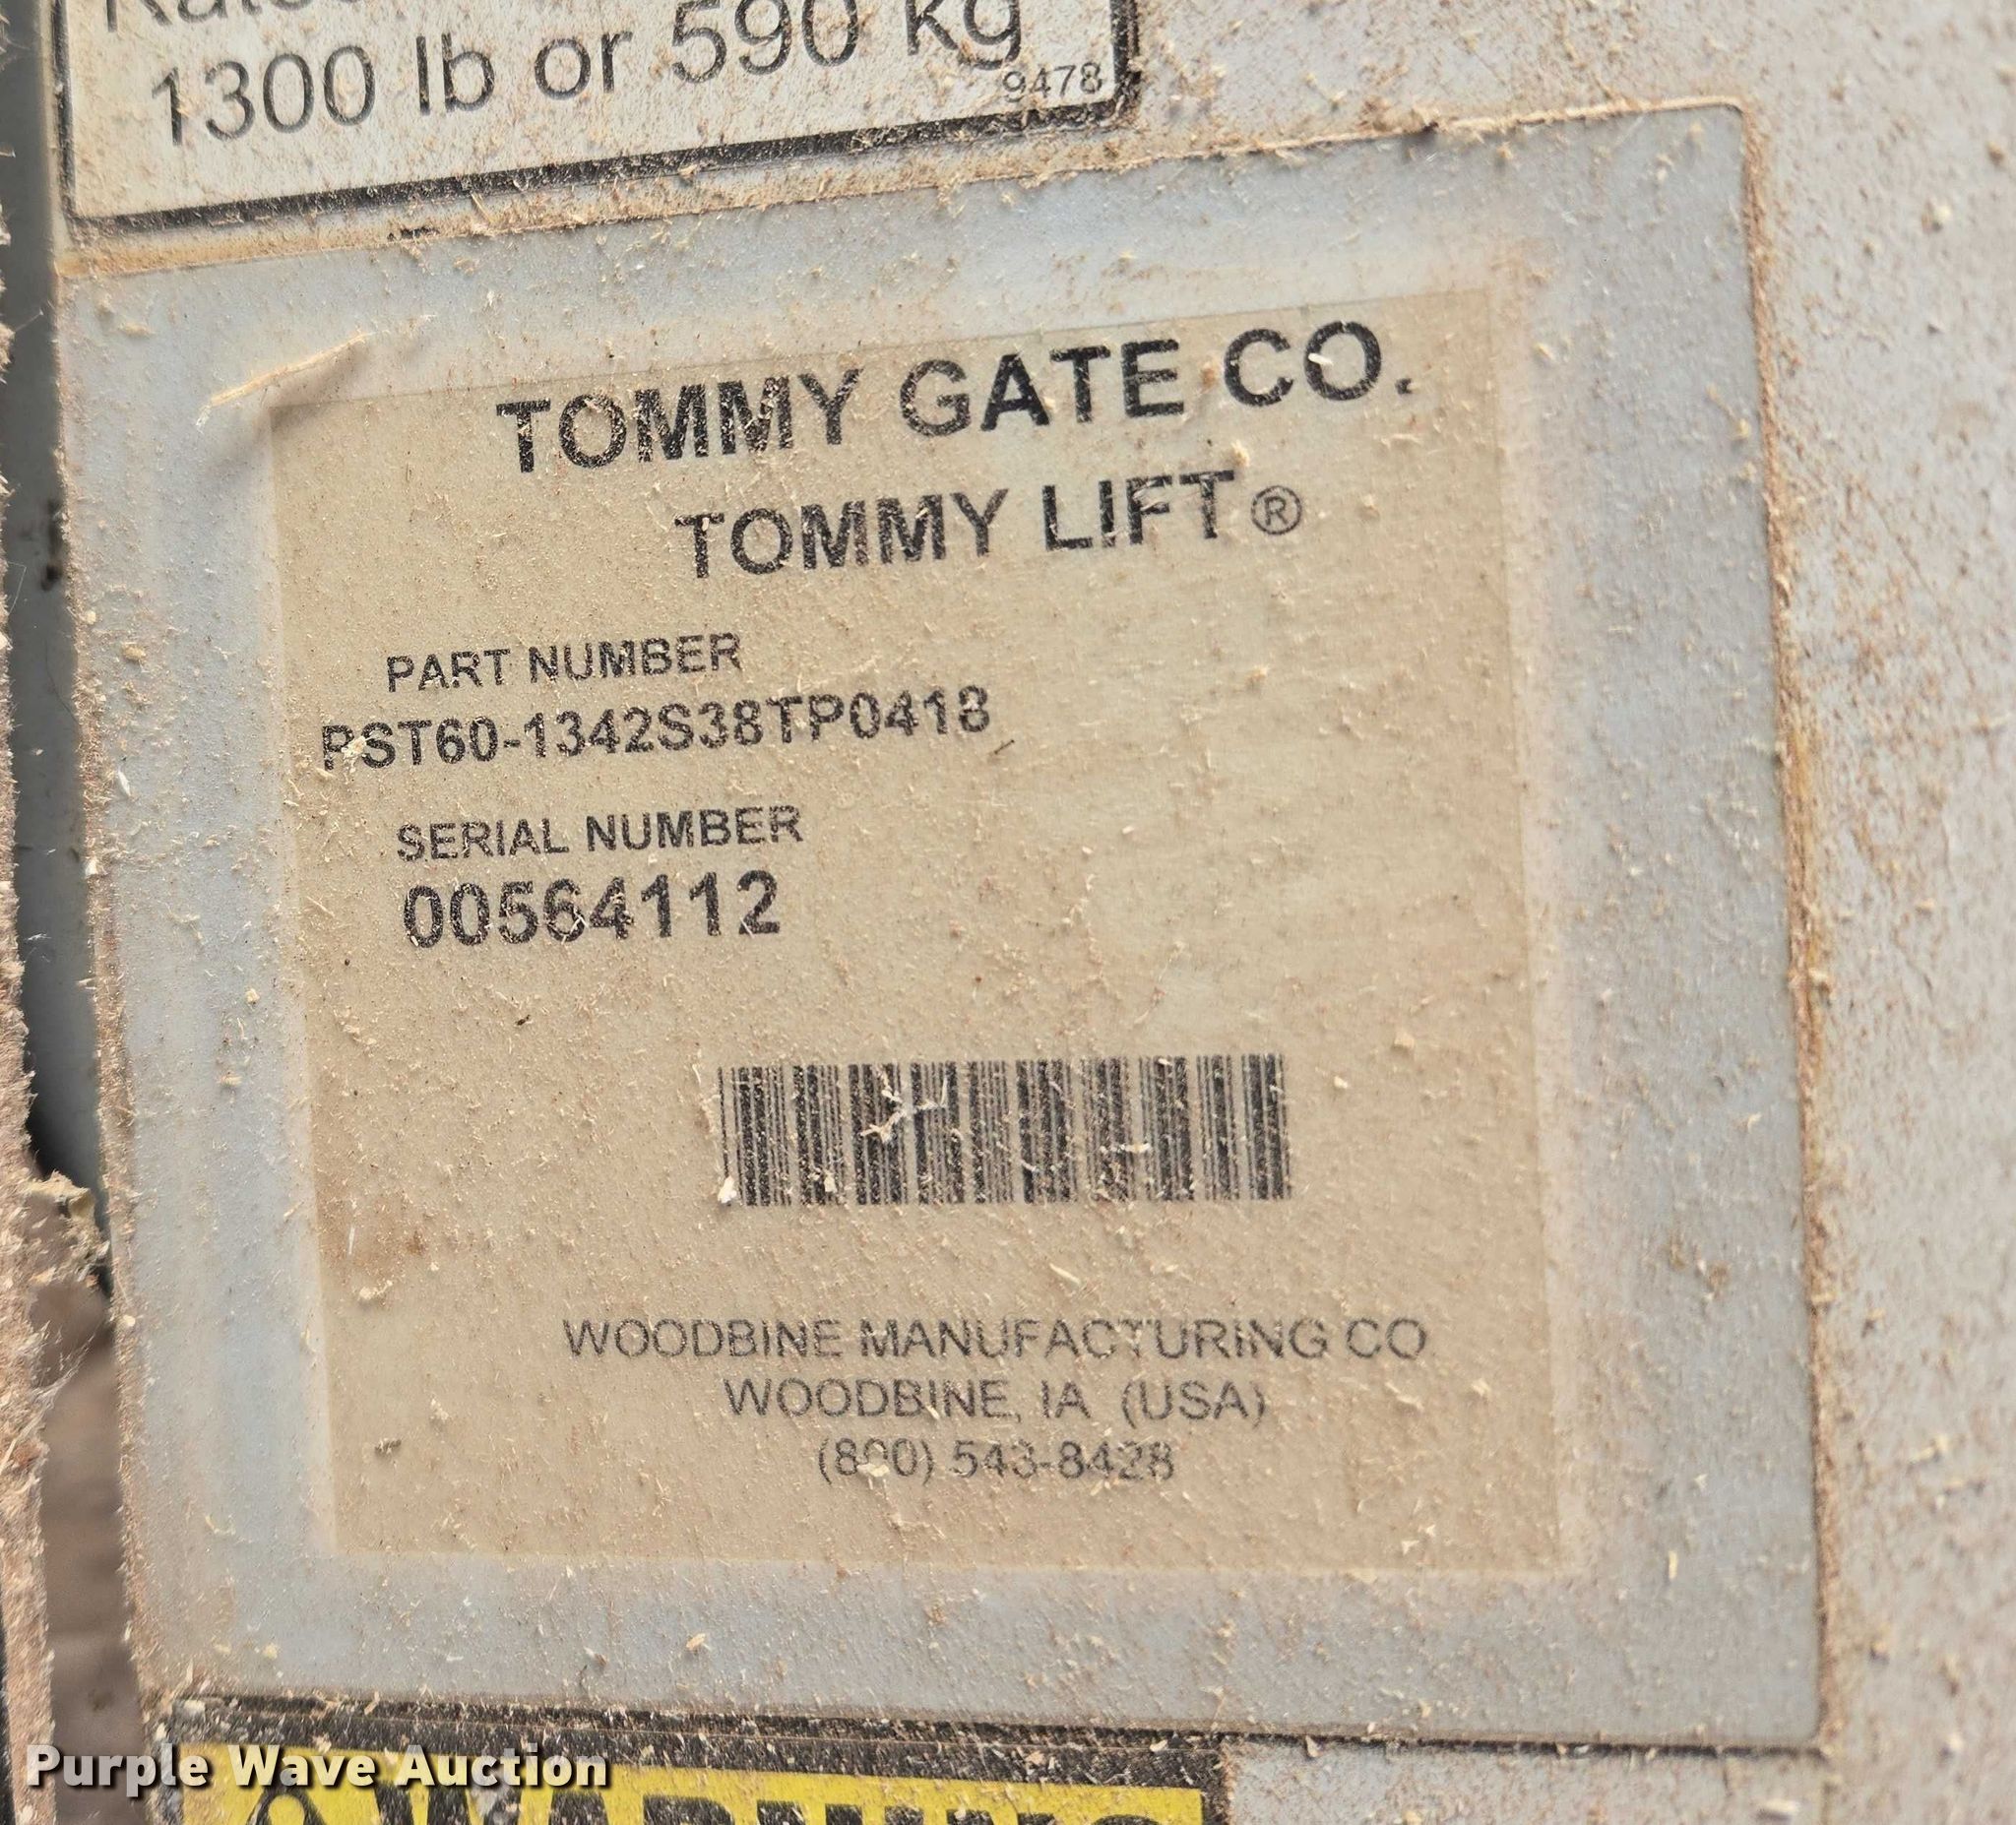 1300 lb or 590 kg
9478
TOMMY GATE CO.
TOMMY LIFT®
PART NUMBER
PST60-1342S38TP0418
SERIAL NUMBER
00564112
WOODBINE MANUFACTURING CO
WOODBINE, IA (USA)
(800) 543-8428
WARNING
Purple Wave Auction